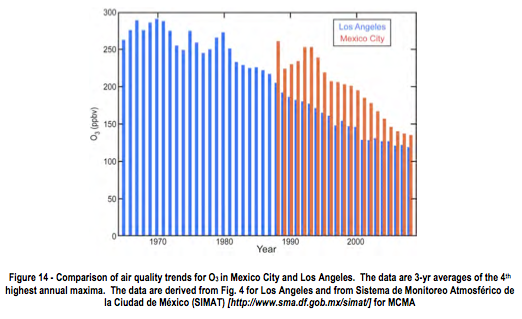 300
Los Angeles
Mexico City
250
200
150
100
50
0
O3 (ppbv)
1970
1980
1990
2000
Year
Figure 14 - Comparison of air quality trends for O3 in Mexico City and Los Angeles. The data are 3-yr averages of the 4th
highest annual maxima. The data are derived from Fig. 4 for Los Angeles and from Sistema de Monitoreo Atmosférico de
la Ciudad de México (SIMAT) [http://www.sma.df.gob.mx/simat/] for MCMA